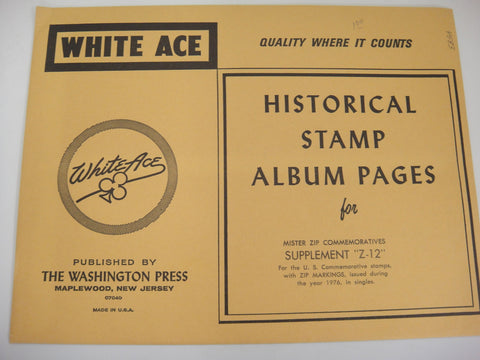 WHITE ACE
QUALITY WHERE IT COUNTS
White Ace
PUBLISHED BY
THE WASHINGTON PRESS
MAPLEWOOD, NEW JERSEY
07040
MADE IN U.S.A.
HISTORICAL
STAMP
ALBUM PAGES
for
MISTER ZIP COMMEMORATIVES
SUPPLEMENT "Z-12"
For the U. S. Commemorative stamps,
with ZIP MARKINGS, issued during
the year 1976, in singles.